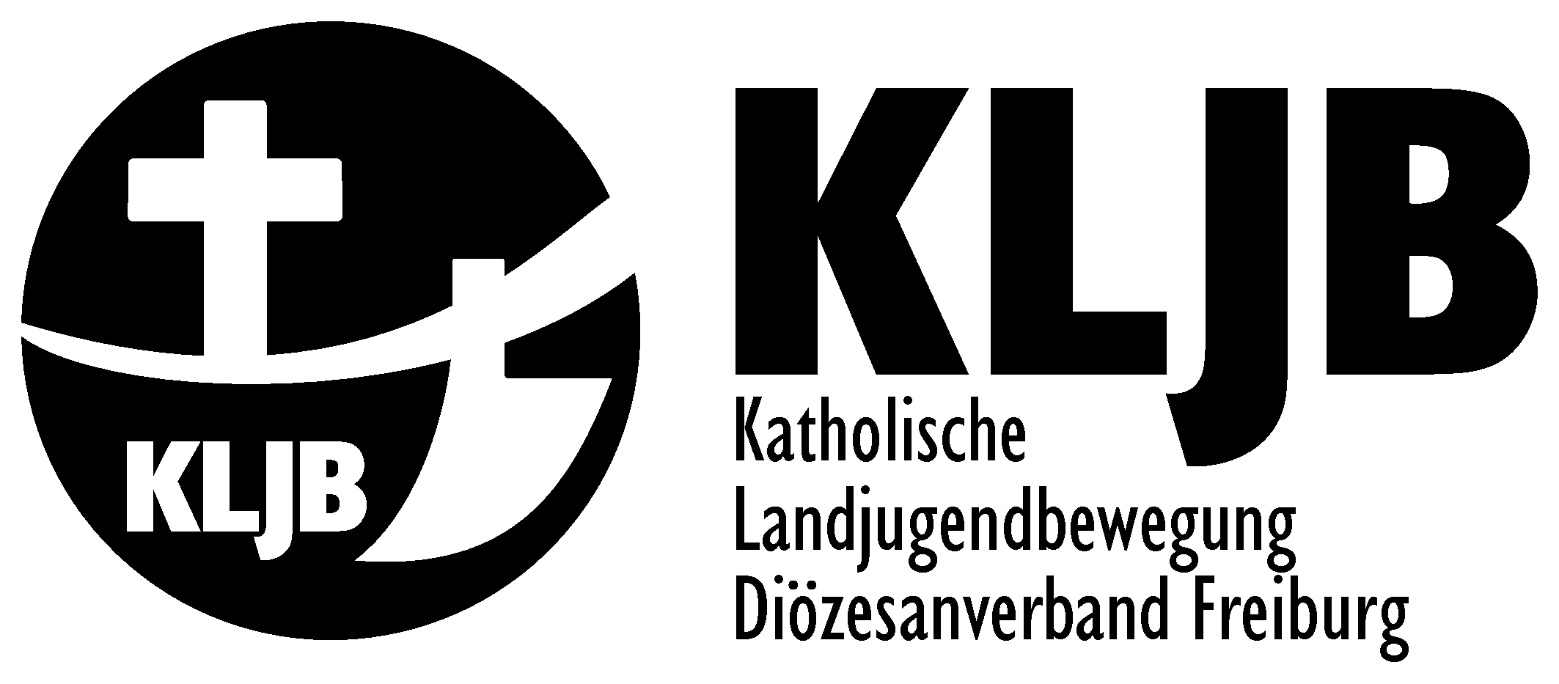 KLJB
KLJB
Katholische
Landjugendbewegung
Diözesanverband Freiburg